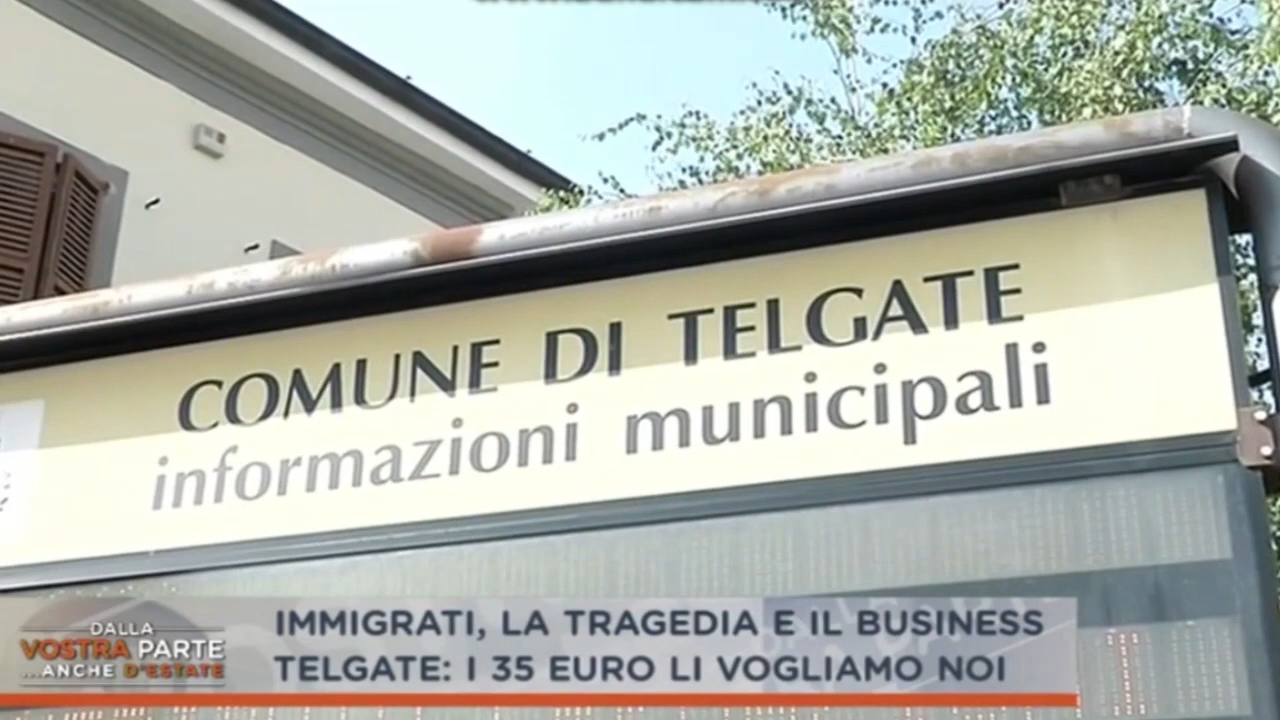 COMUNE DI TELGATE
informazioni municipali
DALLA
VOSTRA PARTE
...ANCHE D'ESTATE
IMMIGRATI, LA TRAGEDIA E IL BUSINESS
TELGATE: I 35 EURO LI VOGLIAMO NOI